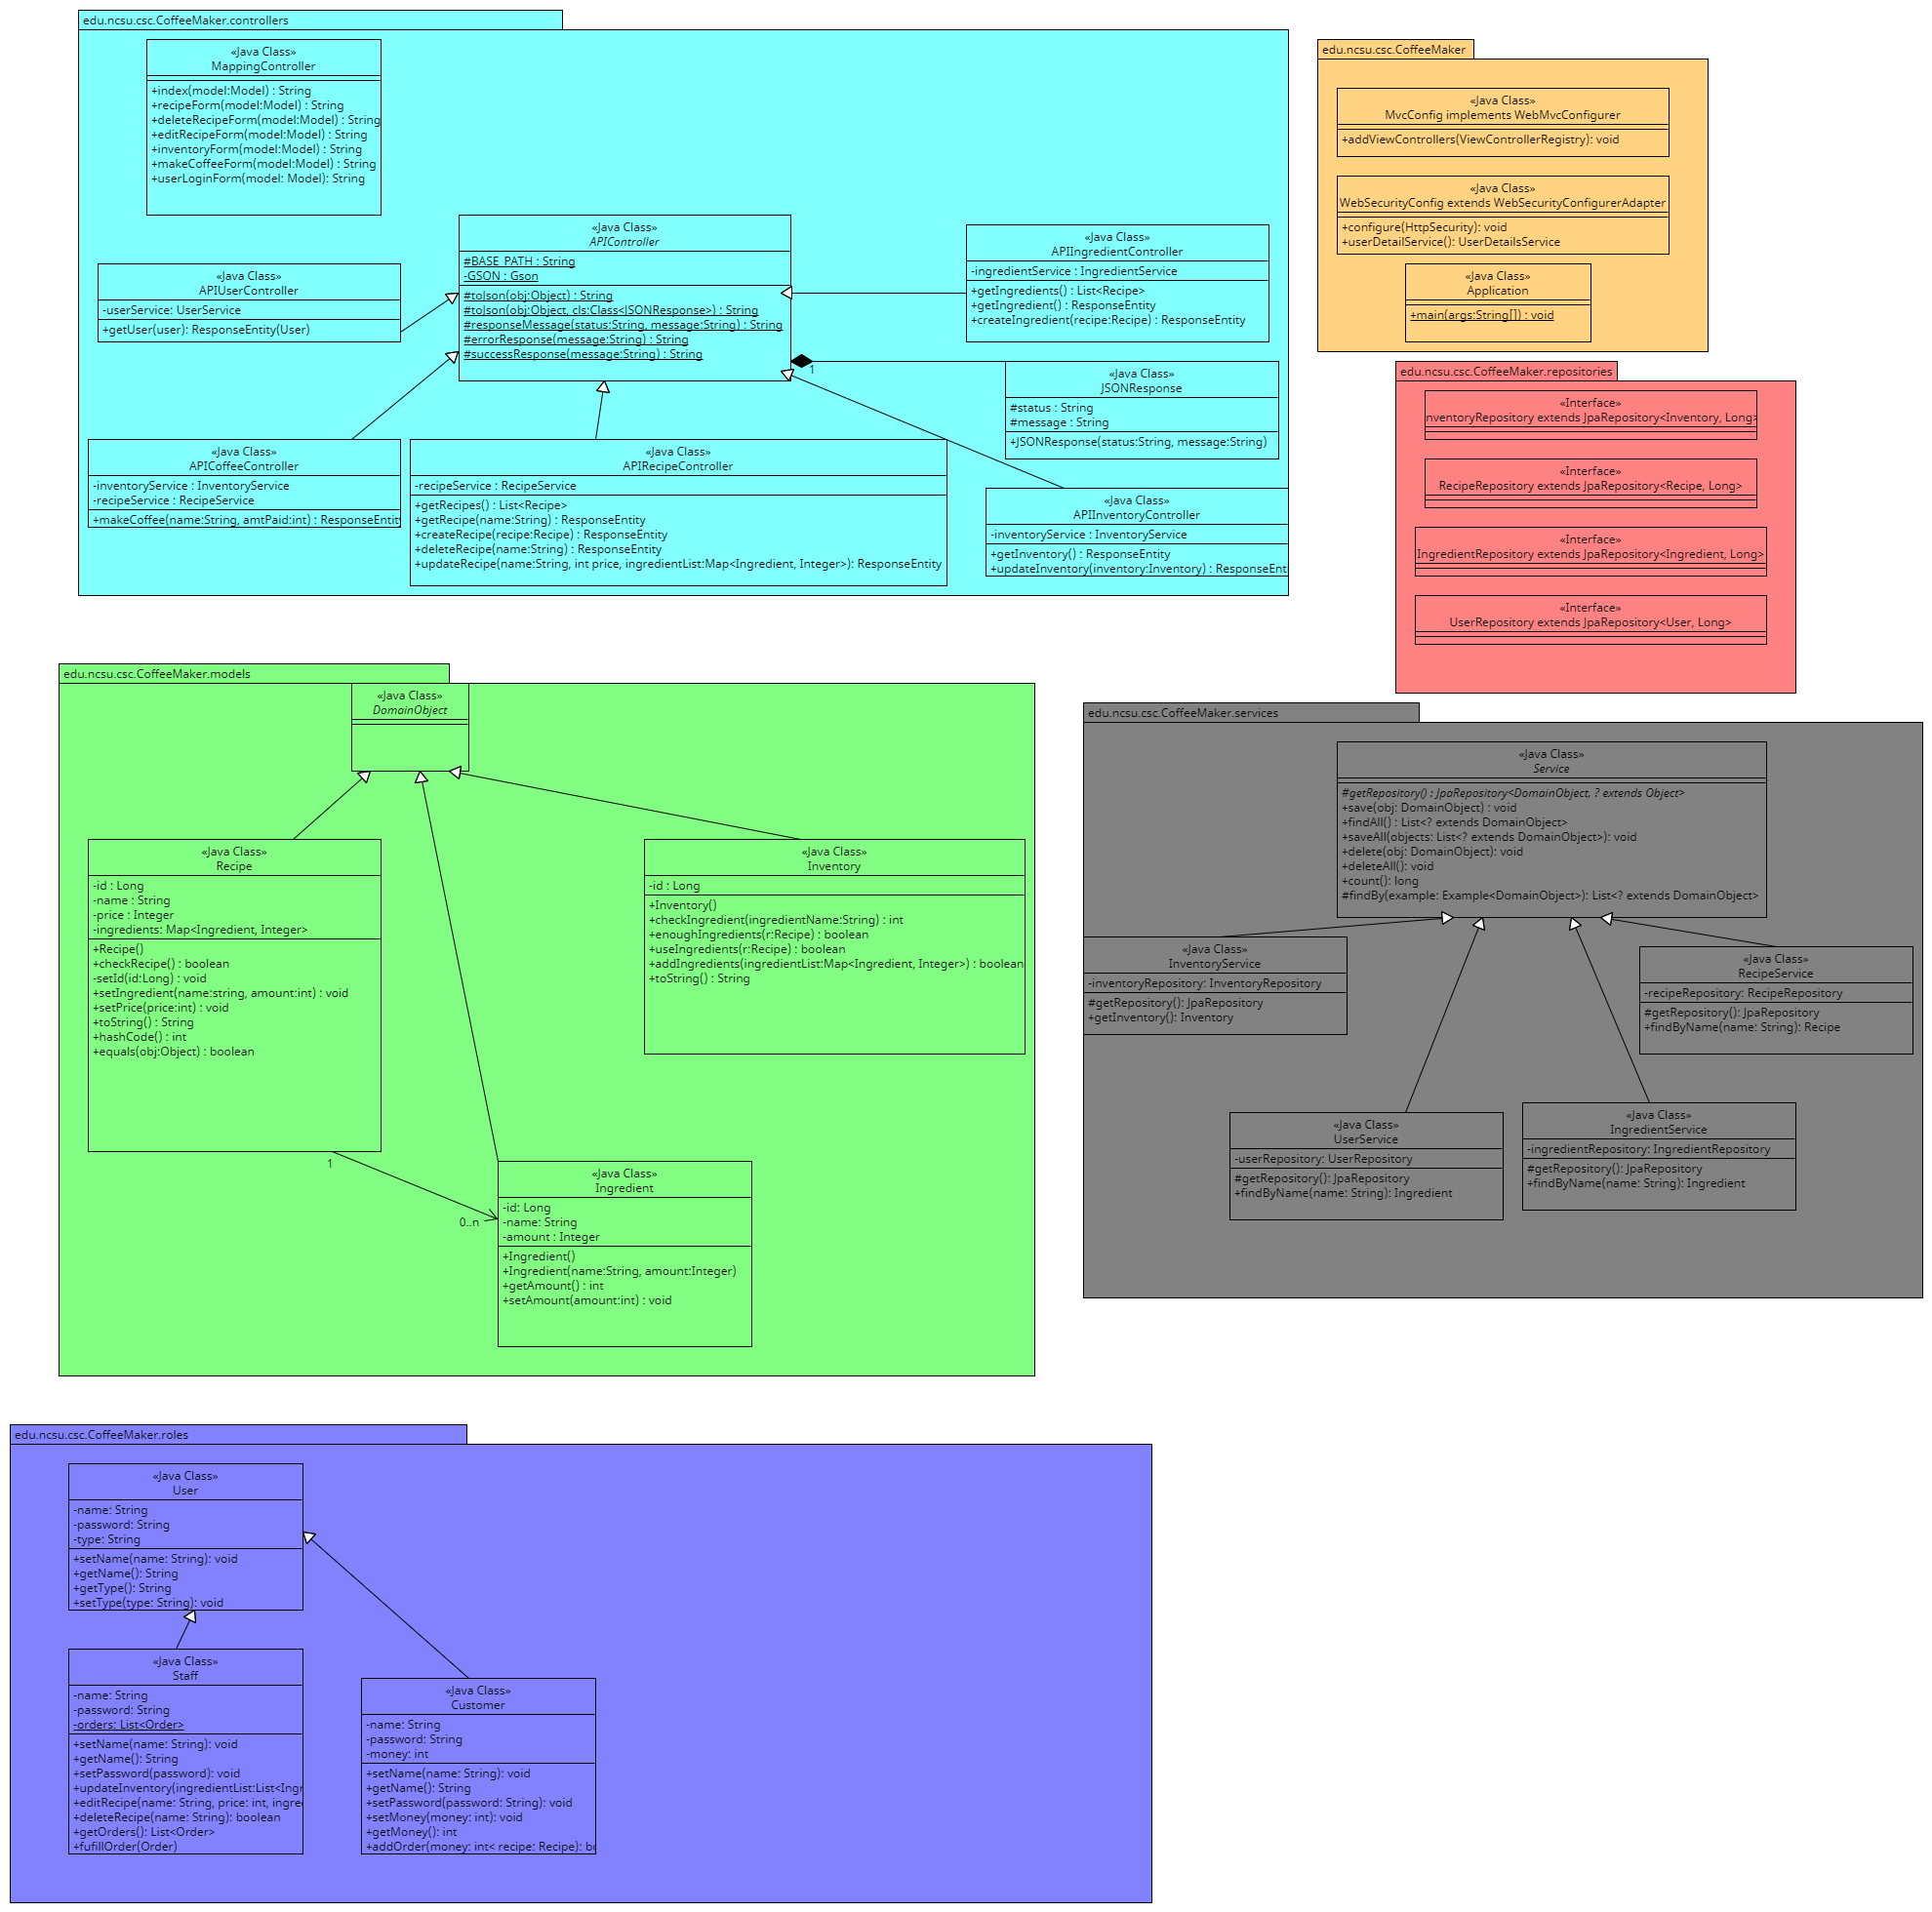 edu.ncsu.csc.CoffeeMaker.controllers
«Java Class»
MappingController
+index(model:Model) : String
+recipeForm(model:Model) : String
+deleteRecipeForm(model:Model) : String
+editRecipeForm(model:Model) : String
+inventoryForm(model:Model) : String
+makeCoffeeForm(model:Model) : String
+userLoginForm(model: Model): String
«Java Class»
APIController
#BASE_PATH : String
-GSON : Gson
#toJson(obj:Object) : String
#toJson(obj:Object, cls:Class<JSONResponse>) : String
#responseMessage(status:String, message:String) : String
#errorResponse(message:String) : String
#successResponse(message:String) : String
«Java Class»
APIUserController
-userService: UserService
+getUser(user): ResponseEntity(User)
«Java Class»
APIIngredientController
-ingredientService : IngredientService
+getIngredients() : List<Recipe>
+getIngredient() : ResponseEntity
+createIngredient(recipe:Recipe) : ResponseEntity
1
«Java Class»
JSONResponse
#status : String
#message : String
+JSONResponse(status:String, message:String)
«Java Class»
APICoffeeController
-inventoryService : InventoryService
-recipeService : RecipeService
+makeCoffee(name:String, amtPaid:int) : ResponseEntity
«Java Class»
APIRecipeController
-recipeService : RecipeService
+getRecipes() : List<Recipe>
+getRecipe(name:String) : ResponseEntity
+createRecipe(recipe:Recipe) : ResponseEntity
+deleteRecipe(name:String) : ResponseEntity
+updateRecipe(name:String, int price, ingredientList:Map<Ingredient, Integer>): ResponseEntity
«Java Class»
APIInventoryController
-inventoryService : InventoryService
+getInventory() : ResponseEntity
+updateInventory(inventory:Inventory) : ResponseEnti
edu.ncsu.csc.CoffeeMaker
«Java Class»
MvcConfig implements WebMvcConfigurer
+addViewControllers(ViewControllerRegistry): void
«Java Class»
WebSecurityConfig extends WebSecurityConfigurerAdapter
+configure(HttpSecurity): void
+userDetailService(): UserDetailsService
«Java Class»
Application
+main(args:String[]) : void
edu.ncsu.csc.CoffeeMaker.repositories
«Interface»
nventoryRepository extends JpaRepository<Inventory, Long>
«Interface»
RecipeRepository extends JpaRepository<Recipe, Long>
«Interface»
IngredientRepository extends JpaRepository<Ingredient, Long>
«Interface»
UserRepository extends JpaRepository<User, Long>
edu.ncsu.csc.CoffeeMaker.models
«Java Class»
DomainObject
«Java Class»
Recipe
-id : Long
-name : String
-price : Integer
-ingredients: Map<Ingredient, Integer>
+Recipe()
+checkRecipe() : boolean
-setId(id:Long) : void
+setIngredient(name:string, amount:int) : void
+setPrice(price:int) : void
+toString() : String
+hashCode() : int
+equals(obj:Object) : boolean
«Java Class»
Inventory
-id : Long
+Inventory()
+checkIngredient(ingredientName:String) : int
+enoughIngredients(r:Recipe) : boolean
+useIngredients(r:Recipe) : boolean
+addIngredients(ingredientList:Map<Ingredient, Integer>) : boolean
+toString() : String
1
0..n
«Java Class»
Ingredient
-id: Long
-name: String
-amount : Integer
+Ingredient()
+Ingredient(name:String, amount:Integer)
+getAmount() : int
+setAmount(amount:int) : void
edu.ncsu.csc.CoffeeMaker.services
«Java Class»
Service
#getRepository() : JpaRepository<DomainObject, ? extends Object>
+save(obj: DomainObject) : void
+findAll() : List<? extends DomainObject>
+saveAll(objects: List<? extends DomainObject>): void
+delete(obj: DomainObject): void
+deleteAll(): void
+count(): long
#findBy(example: Example<DomainObject>): List<? extends DomainObject>
«Java Class»
InventoryService
-inventoryRepository: InventoryRepository
#getRepository(): JpaRepository
+getInventory(): Inventory
«Java Class»
RecipeService
-recipeRepository: RecipeRepository
#getRepository(): JpaRepository
+findByName(name: String): Recipe
«Java Class»
UserService
-userRepository: UserRepository
#getRepository(): JpaRepository
+findByName(name: String): Ingredient
«Java Class»
IngredientService
-ingredientRepository: IngredientRepository
#getRepository(): JpaRepository
+findByName(name: String): Ingredient
edu.ncsu.csc.CoffeeMaker.roles
«Java Class»
User
-name: String
-password: String
-type: String
+setName(name: String): void
+getName(): String
+getType(): String
+setType(type: String): void
«Java Class»
Staff
-name: String
-password: String
-orders: List<Order>
+setName(name: String): void
+getName(): String
+setPassword(password): void
+updateInventory(ingredientList:List<Ingr
+editRecipe(name: String, price: int, ingre
+deleteRecipe(name: String): boolean
+getOrders(): List<Order>
+fufillOrder(Order)
«Java Class»
Customer
-name: String
-password: String
-money: int
+setName(name: String): void
+getName(): String
+setPassword(password: String): void
+setMoney(money: int): void
+getMoney(): int
+addOrder(money: int< recipe: Recipe): bo